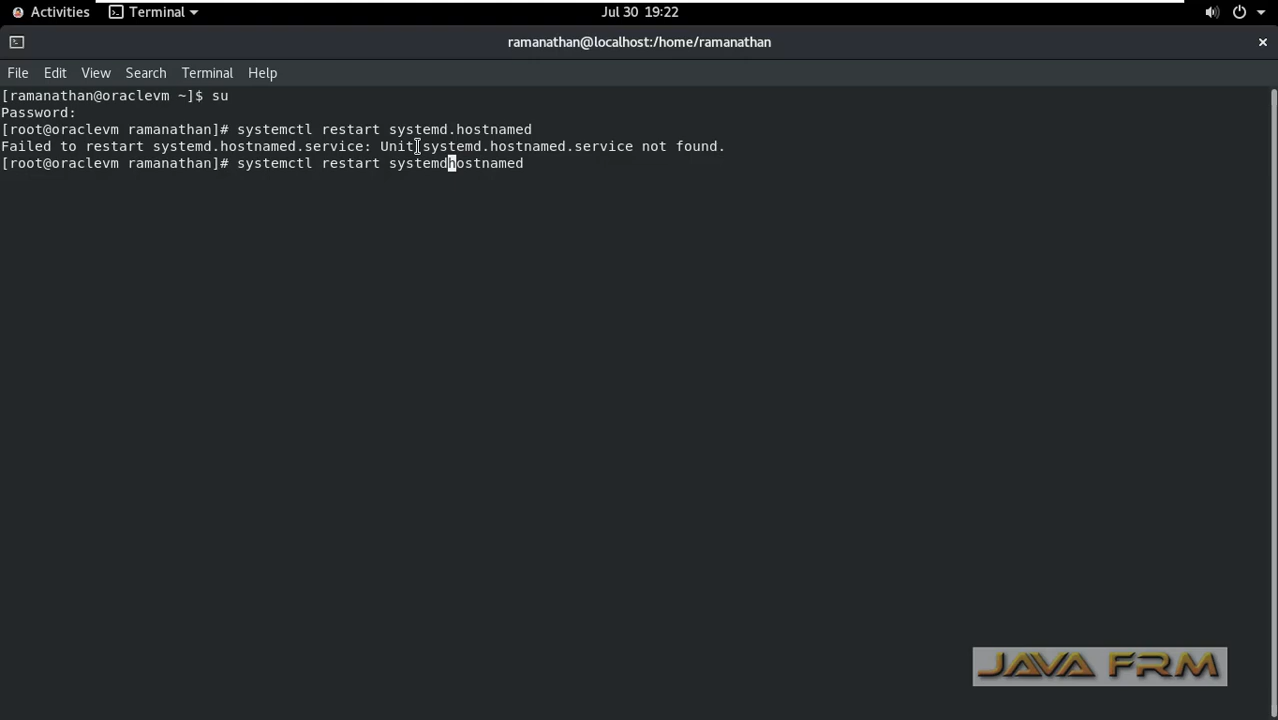 Activities Terminal Jul 30 19:22
ramanathan@localhost:/home/ramanathan
File Edit View Search Terminal Help
[ramanathan@oraclevm ~]$ su
Password:
[root@oraclevm ramanathan]# systemctl restart systemd.hostnamed
Failed to restart systemd.hostnamed.service: Unit systemd.hostnamed.service not found.
[root@oraclevm ramanathan]# systemctl restart systemdhostnamed
JAVA FRM